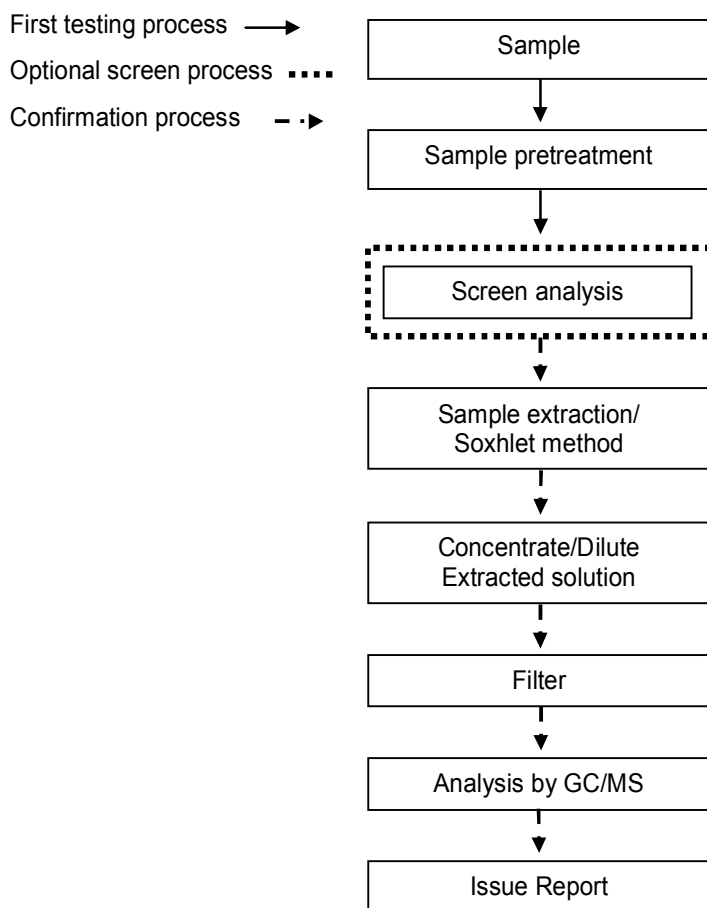 First testing process
Optional screen process
Confirmation process
Sample
Sample pretreatment
Screen analysis
Sample extraction/
Soxhlet method
Concentrate/Dilute
Extracted solution
Filter
Analysis by GC/MS
Issue Report